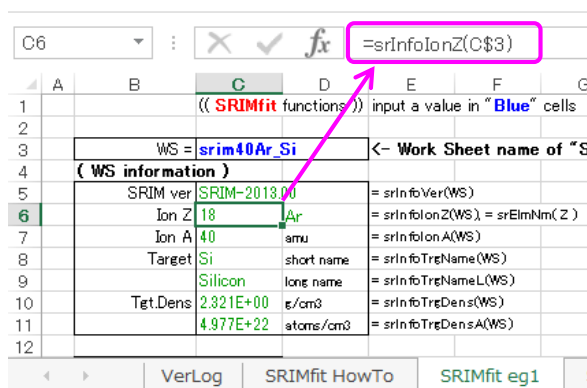 C6 fx =srInfoIonZ(C$3)
A B C D E F G
1 (( SRIMfit functions )) input a value in "Blue" cells
2
3 WS = srim40Ar_Si <- Work Sheet name of "S
4 ( WS information )
5 SRIM ver SRIM-2013.00 = srInfoVer(WS)
6 Ion Z 18 Ar = srInfoIonZ(WS), = srElmNm( Z )
7 Ion A 40 amu = srInfoIonA(WS)
8 Target Si short name = srInfoTrgName(WS)
9 Silicon long name = srInfoTrgNameL(WS)
10 Tgt.Dens 2.321E+00 g/cm3 = srInfoTrgDens(WS)
11 4.977E+22 atoms/cm3 = srInfoTrgDensA(WS)
12
VerLog SRIMfit HowTo SRIMfit eg1